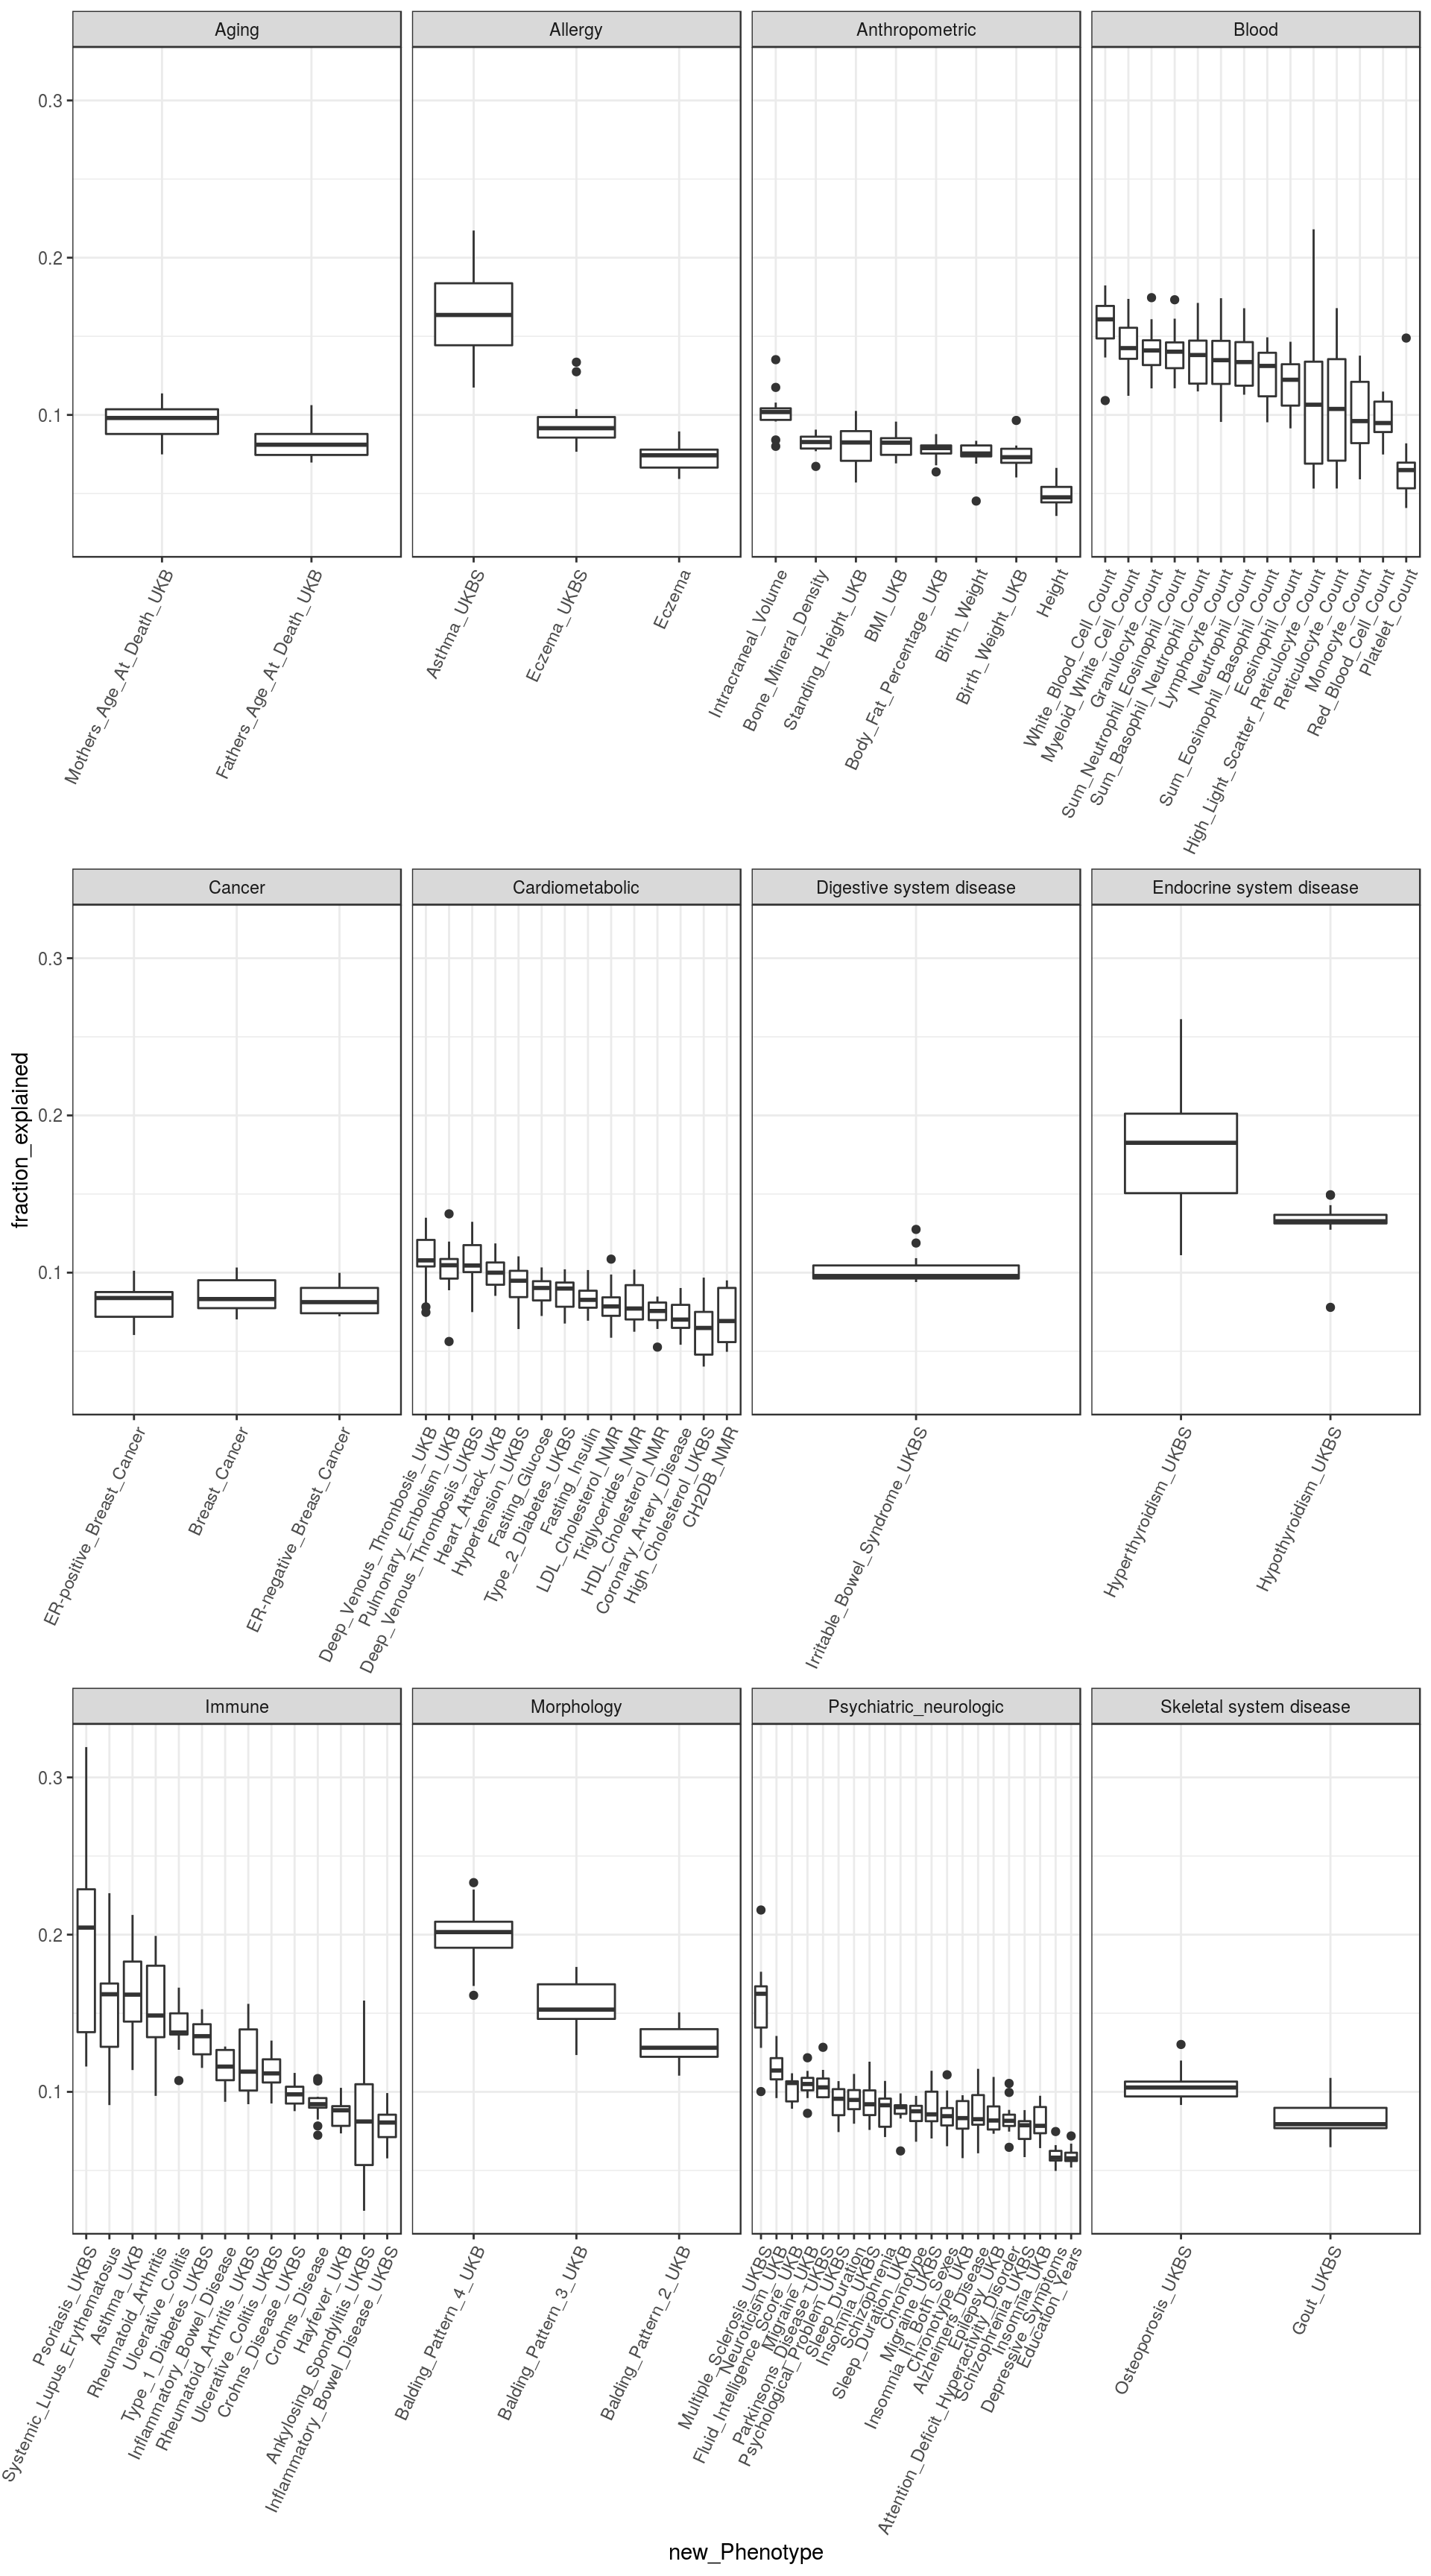 Aging
Allergy
Anthropometric
Blood
0.3
0.2
0.1
Mothers_Age_At_Death_UKB
Fathers_Age_At_Death_UKB
Asthma_UKBS
Eczema_UKBS
Eczema
Intracraneal_Volume
Bone_Mineral_Density
Standing_Height_UKB
BMI_UKB
Body_Fat_Percentage_UKB
Birth_Weight
Birth_Weight_UKB
Height
White_Blood_Cell_Count
Myeloid_White_Cell_Count
Granulocyte_Count
Sum_Neutrophil_Eosinophil_Count
Sum_Basophil_Neutrophil_Count
Lymphocyte_Count
Neutrophil_Count
Sum_Eosinophil_Basophil_Count
Eosinophil_Count
High_Light_Scatter_Reticulocyte_Count
Reticulocyte_Count
Monocyte_Count
Red_Blood_Cell_Count
Platelet_Count
fraction_explained
Cancer
Cardiometabolic
Digestive system disease
Endocrine system disease
0.3
0.2
0.1
ER-positive_Breast_Cancer
Breast_Cancer
ER-negative_Breast_Cancer
Deep_Venous_Thrombosis_UKB
Pulmonary_Embolism_UKB
Deep_Venous_Thrombosis_UKBS
Heart_Attack_UKB
Hypertension_UKBS
Fasting_Glucose
Type_2_Diabetes_UKBS
Fasting_Insulin
LDL_Cholesterol_NMR
Triglycerides_NMR
HDL_Cholesterol_NMR
Coronary_Artery_Disease
High_Cholesterol_UKBS
CH2DB_NMR
Irritable_Bowel_Syndrome_UKBS
Hyperthyroidism_UKBS
Hypothyroidism_UKBS
Immune
Morphology
Psychiatric_neurologic
Skeletal system disease
0.3
0.2
0.1
Psoriasis_UKBS
Systemic_Lupus_Erythematosus
Asthma_UKB
Rheumatoid_Arthritis
Ulcerative_Colitis
Type_1_Diabetes_UKBS
Inflammatory_Bowel_Disease
Rheumatoid_Arthritis_UKBS
Ulcerative_Colitis_UKBS
Crohns_Disease_UKBS
Crohns_Disease
Hayfever_UKB
Ankylosing_Spondylitis_UKBS
Inflammatory_Bowel_Disease_UKBS
Balding_Pattern_4_UKB
Balding_Pattern_3_UKB
Balding_Pattern_2_UKB
Multiple_Sclerosis_UKBS
Neuroticism_UKB
Fluid_Intelligence_Score_UKB
Migraine_UKB
Parkinsons_Disease_UKBS
Psychological_Problem_UKBS
Sleep_Duration
Insomnia_UKBS
Schizophrenia
Sleep_Duration_UKB
Chronotype
Migraine_UKBS
Insomnia_In_Both_Sexes
Chronotype_UKB
Alzheimers_Disease
Epilepsy_UKB
Attention_Deficit_Hyperactivity_Disorder
Schizophrenia_UKBS
Insomnia_UKB
Depressive_Symptoms
Education_Years
Osteoporosis_UKBS
Gout_UKBS
new_Phenotype